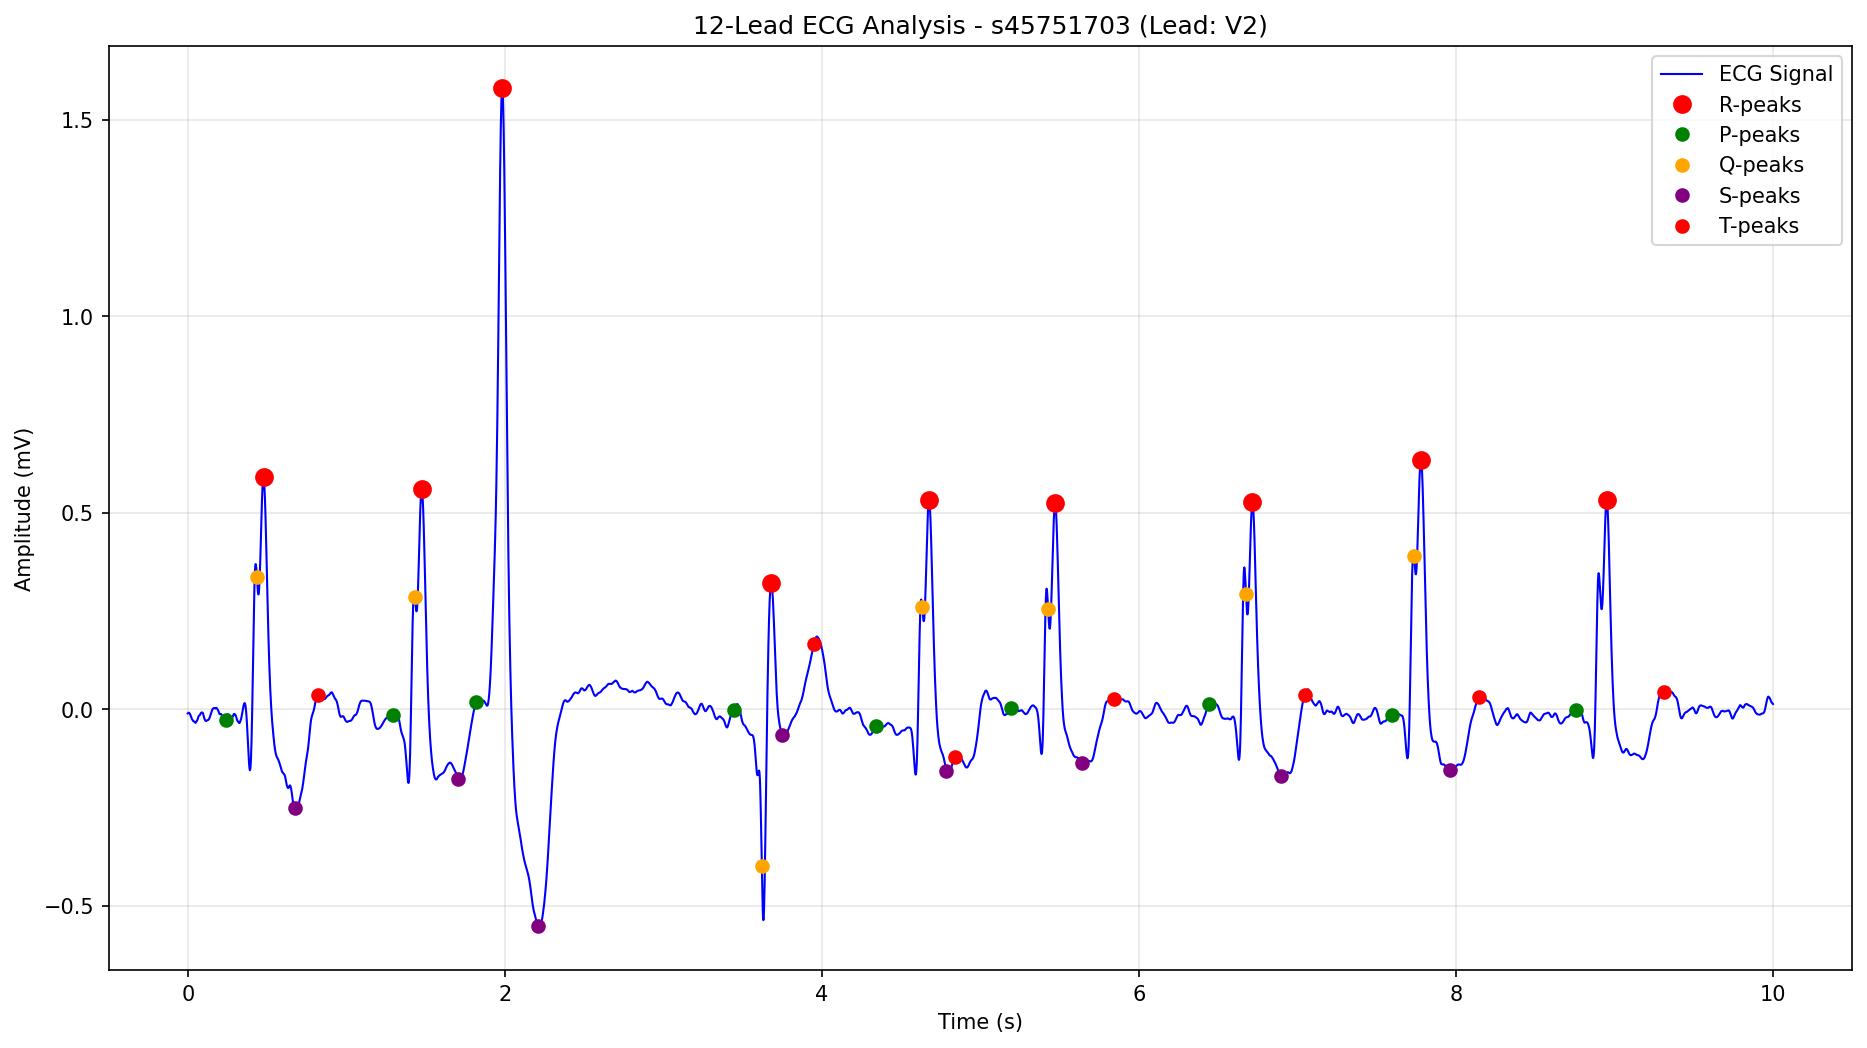 12-Lead ECG Analysis - s45751703 (Lead: V2)
ECG Signal
R-peaks
P-peaks
Q-peaks
S-peaks
T-peaks
Amplitude (mV)
1.5
1.0
0.5
0.0
−0.5
0 2 4 6 8 10
Time (s)